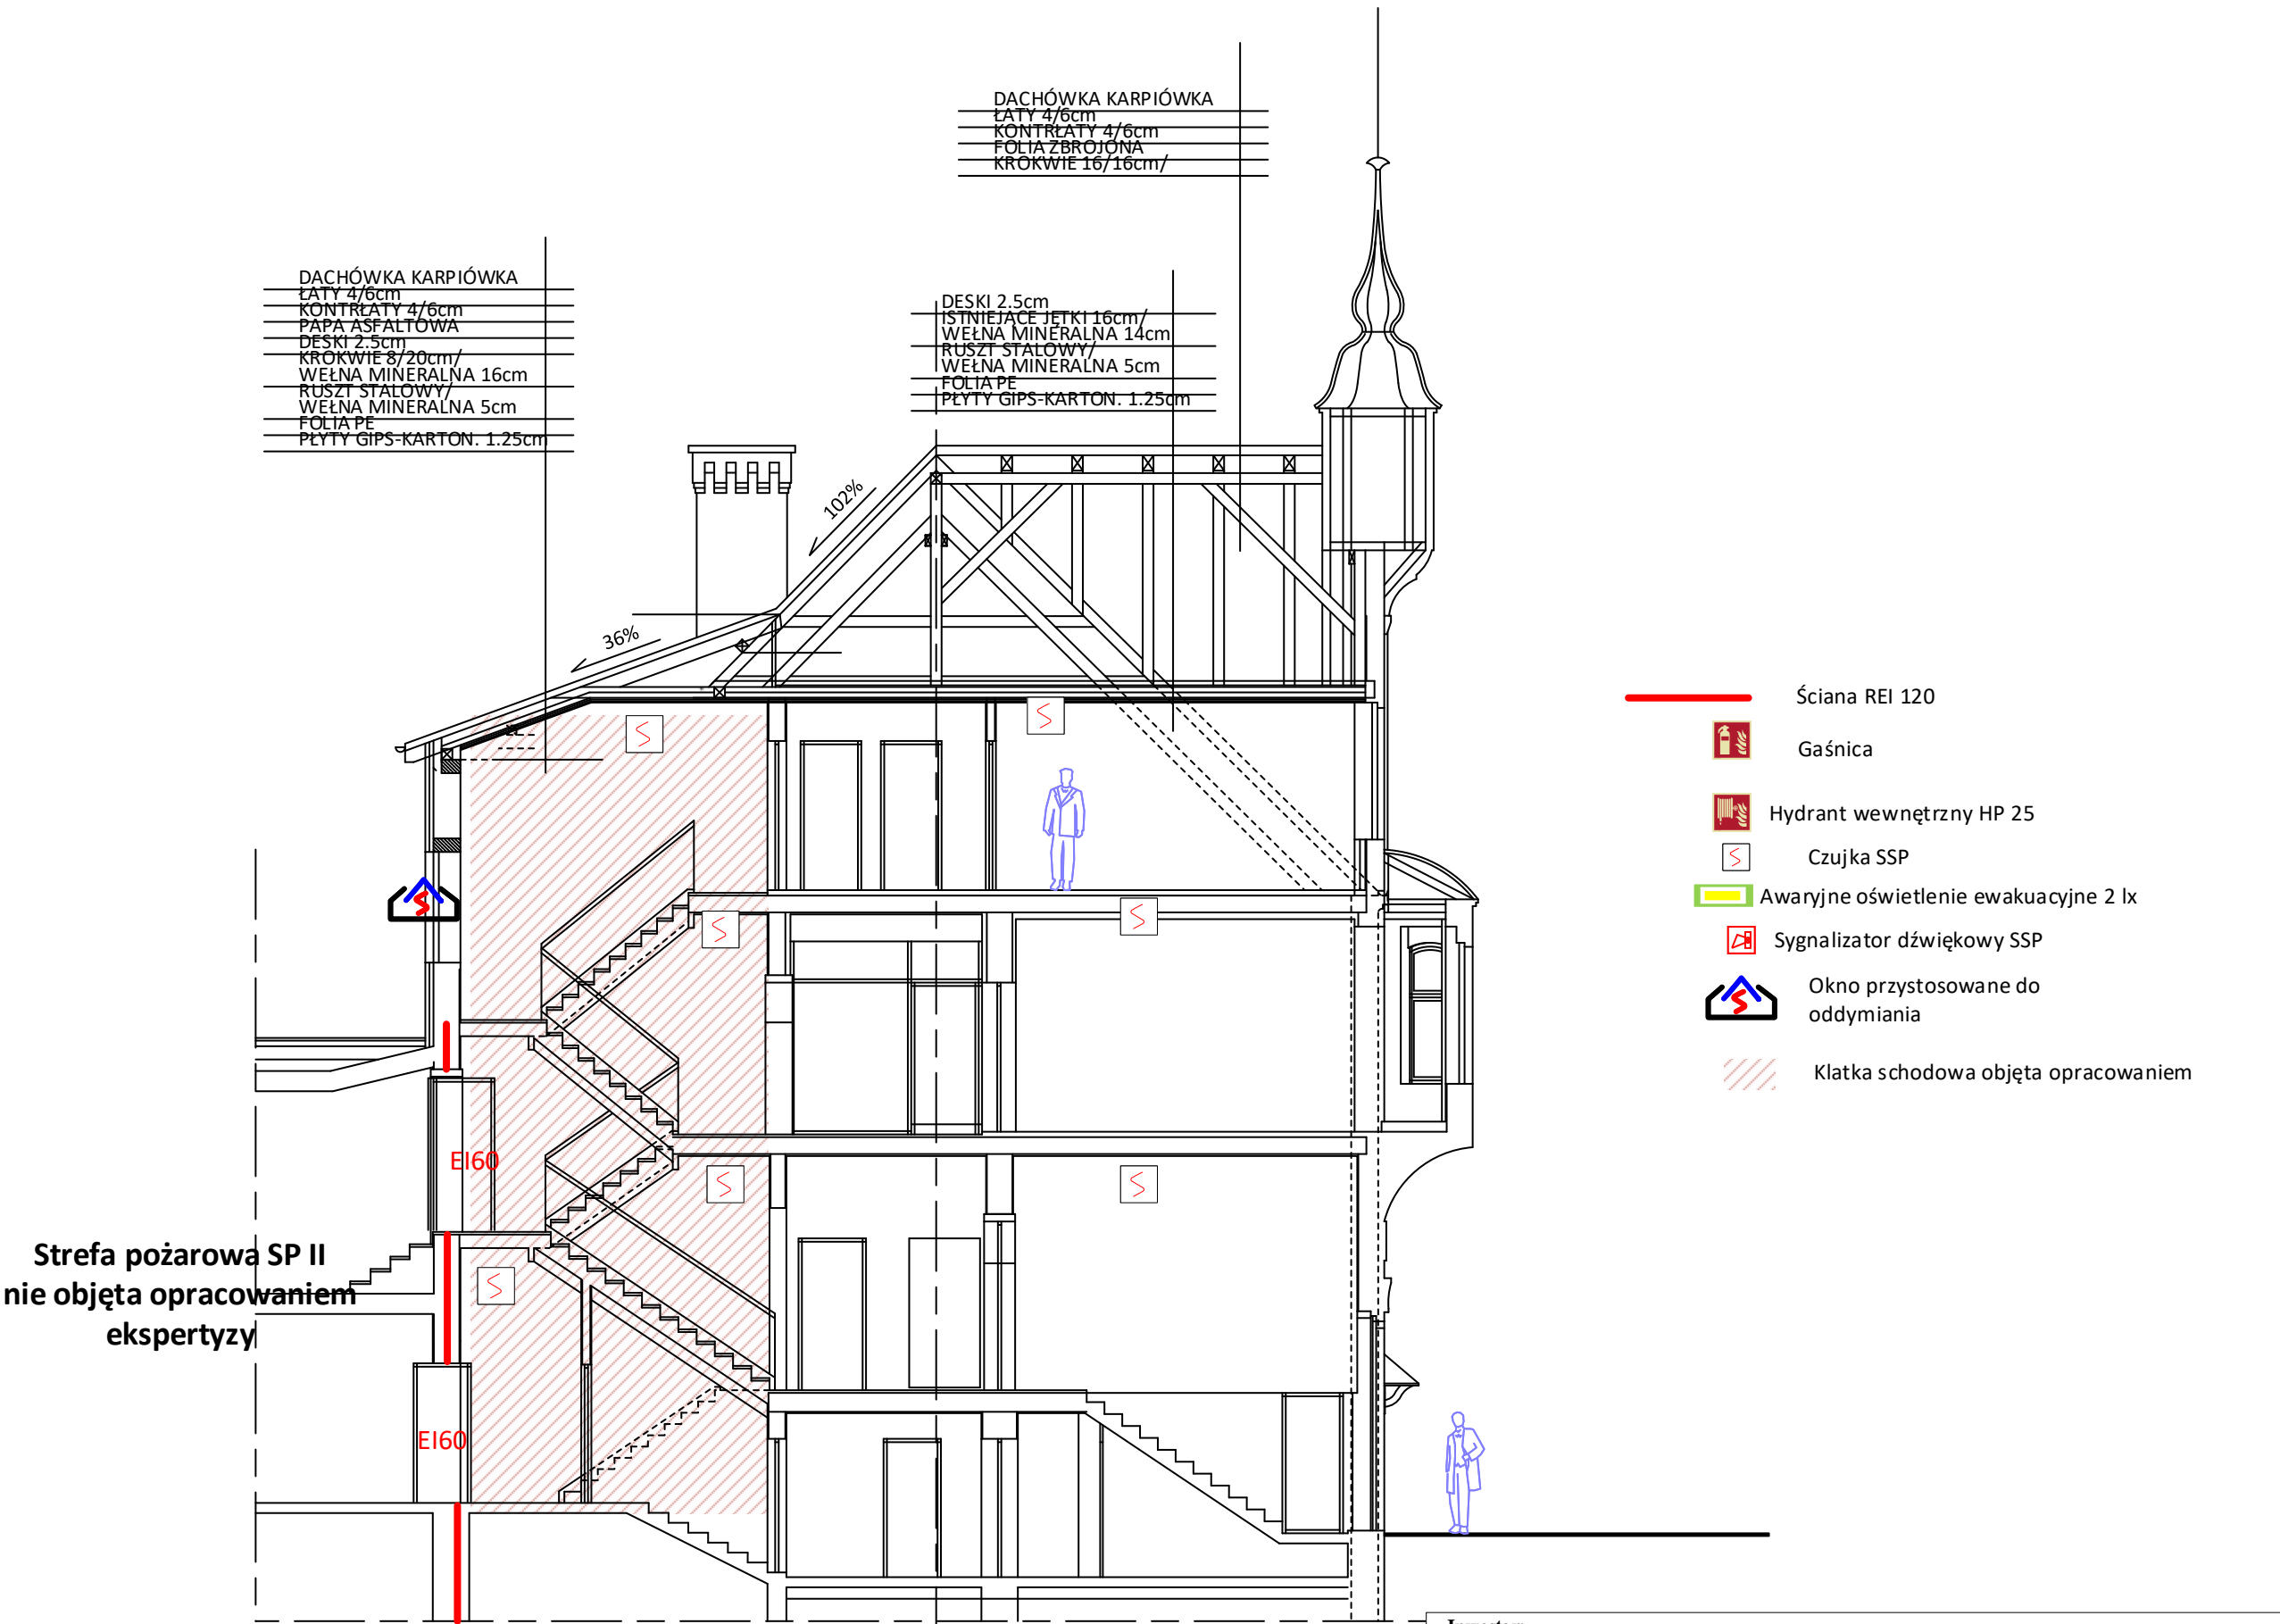 DACHÓWKA KARPIÓWKA
ŁATY 4/6cm
KONTRŁATY 4/6cm
FOLIA ZBROJONA
KROKWIE 16/16cm/
DACHÓWKA KARPIÓWKA
ŁATY 4/6cm
KONTRŁATY 4/6cm
PAPA ASFALTOWA
DESKI 2.5cm
KROKWIE 8/20cm/
WEŁNA MINERALNA 16cm
RUSZT STALOWY/
WEŁNA MINERALNA 5cm
FOLIA PE
PŁYTY GIPS-KARTON. 1.25cm
DESKI 2.5cm
ISTNIEJĄCE JĘTKI 16cm/
WEŁNA MINERALNA 14cm
RUSZT STALOWY/
WEŁNA MINERALNA 5cm
FOLIA PE
PŁYTY GIPS-KARTON. 1.25cm
102%
36%
Ściana REI 120
Gaśnica
Hydrant wewnętrzny HP 25
Czujka SSP
Awaryjne oświetlenie ewakuacyjne 2 lx
Sygnalizator dźwiękowy SSP
Okno przystosowane do
oddymiania
Klatka schodowa objęta opracowaniem
EI60
Strefa pożarowa SP II
nie objęta opracowaniem
ekspertyzy
EI60